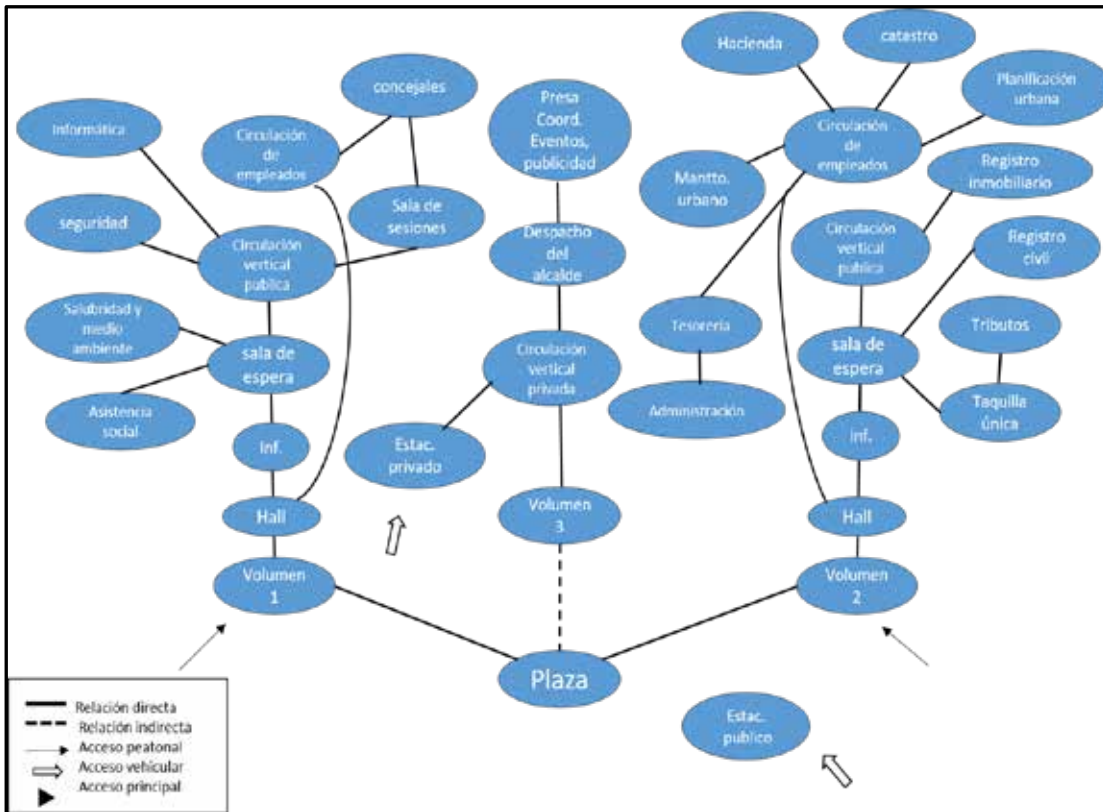 Hacienda
catastro
concejales
Presa
Coord.
Eventos,
publicidad
Planificación
urbana
Informática
Circulación
de
empleados
Circulación
de
empleados
Mantto.
urbano
Registro
inmobiliario
seguridad
Sala de
sesiones
Circulación
vertical
publica
Despacho
del
alcalde
Circulación
vertical
publica
Registro
civil
Salubridad y
medio
ambiente
sala de
espera
Circulación
vertical
privada
Tesorería
sala de
espera
Tributos
Asistencia
social
Administración
Taquilla
única
Inf.
Estac.
privado
Inf.
Hall
Volumen
3
Hall
Volumen
1
Volumen
2
Plaza
Estac.
publico
Relación directa
Relación indirecta
Acceso peatonal
Acceso vehícular
Acceso principal